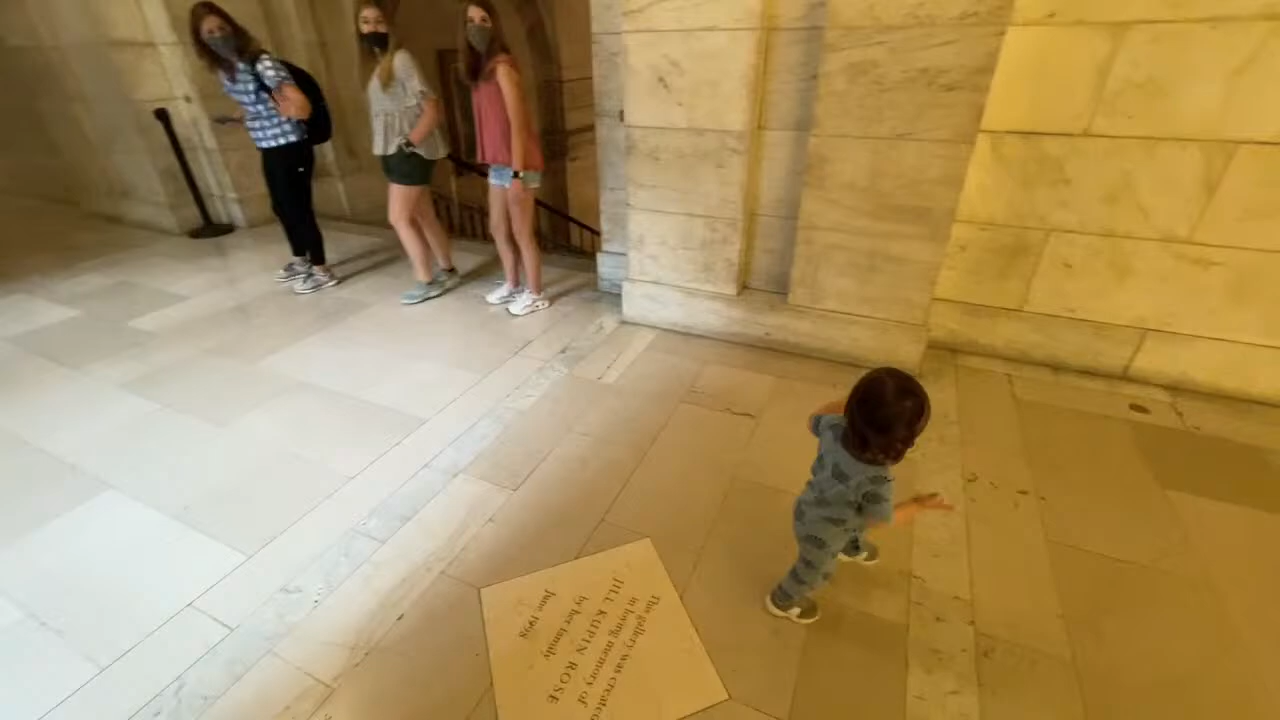 This gallery was created
in loving memory of
JILL KUPIN ROSE
by her family
June 1998